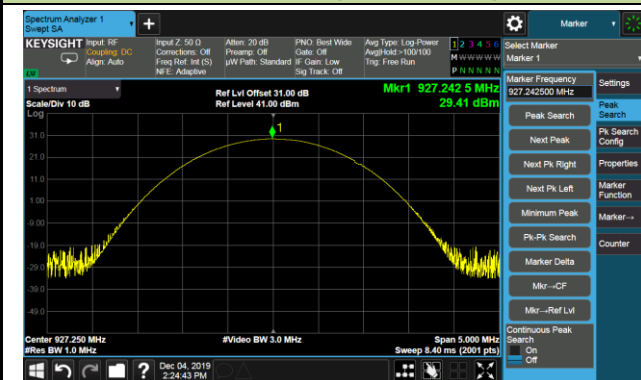 Spectrum Analyzer 1
Swept SA
+
Marker
KEYSIGHT
Input: RF
Coupling: DC
Align: Auto
Input Z: 50 Ω
Corrections: Off
Freq Ref: Int (S)
NFE: Adaptive
Atten: 20 dB
Preamp: Off
µW Path: Standard
PNO: Best Wide
Gate: Off
IF Gain: Low
Sig Track: Off
Avg Type: Log-Power
Avg|Hold:>100/100
Trig: Free Run
1 2 3 4 5 6
M W W W W W
P N N N N N
Select Marker
Marker 1
1 Spectrum
Scale/Div 10 dB
Log
Ref Lvl Offset 31.00 dB
Ref Level 41.00 dBm
Mkr1 927.242 5 MHz
29.41 dBm
1
31.0
21.0
11.0
1.00
-9.00
-19.0
-29.0
-39.0
-49.0
Center 927.250 MHz
#Res BW 1.0 MHz
#Video BW 3.0 MHz
Span 5.000 MHz
Sweep 8.40 ms (2001 pts)
Marker Frequency
927.242500 MHz
Peak Search
Next Peak
Next Pk Right
Next Pk Left
Minimum Peak
Pk-Pk Search
Marker Delta
Mkr→CF
Mkr→Ref Lvl
Continuous Peak
Search
On
Off
Settings
Peak
Search
Pk Search
Config
Properties
Marker
Function
Marker→
Counter
?
Dec 04, 2019
2:24:43 PM